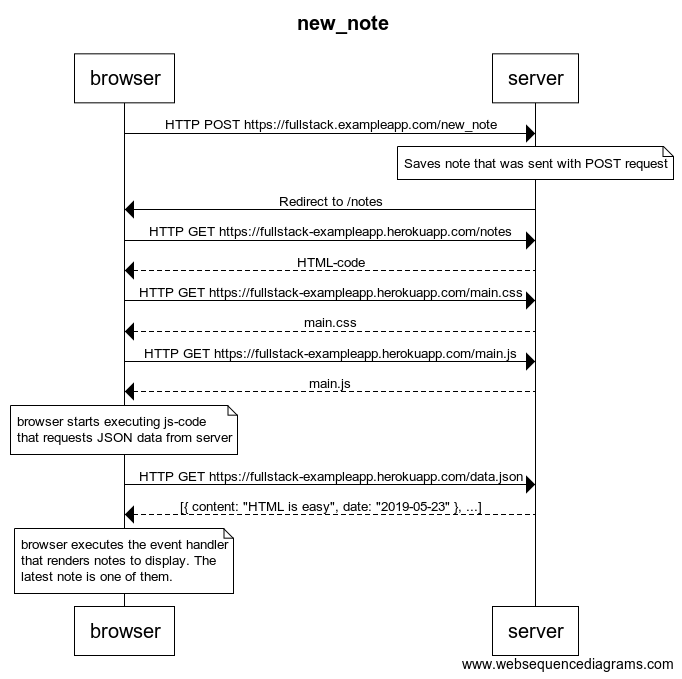 new_note
browser
server
HTTP POST https://fullstack.exampleapp.com/new_note
Saves note that was sent with POST request
Redirect to /notes
HTTP GET https://fullstack-exampleapp.herokuapp.com/notes
HTML-code
HTTP GET https://fullstack-exampleapp.herokuapp.com/main.css
main.css
HTTP GET https://fullstack-exampleapp.herokuapp.com/main.js
main.js
browser starts executing js-code
that requests JSON data from server
HTTP GET https://fullstack-exampleapp.herokuapp.com/data.json
[{ content: "HTML is easy", date: "2019-05-23" }, ...]
browser executes the event handler
that renders notes to display. The
latest note is one of them.
browser
server
www.websequencediagrams.com